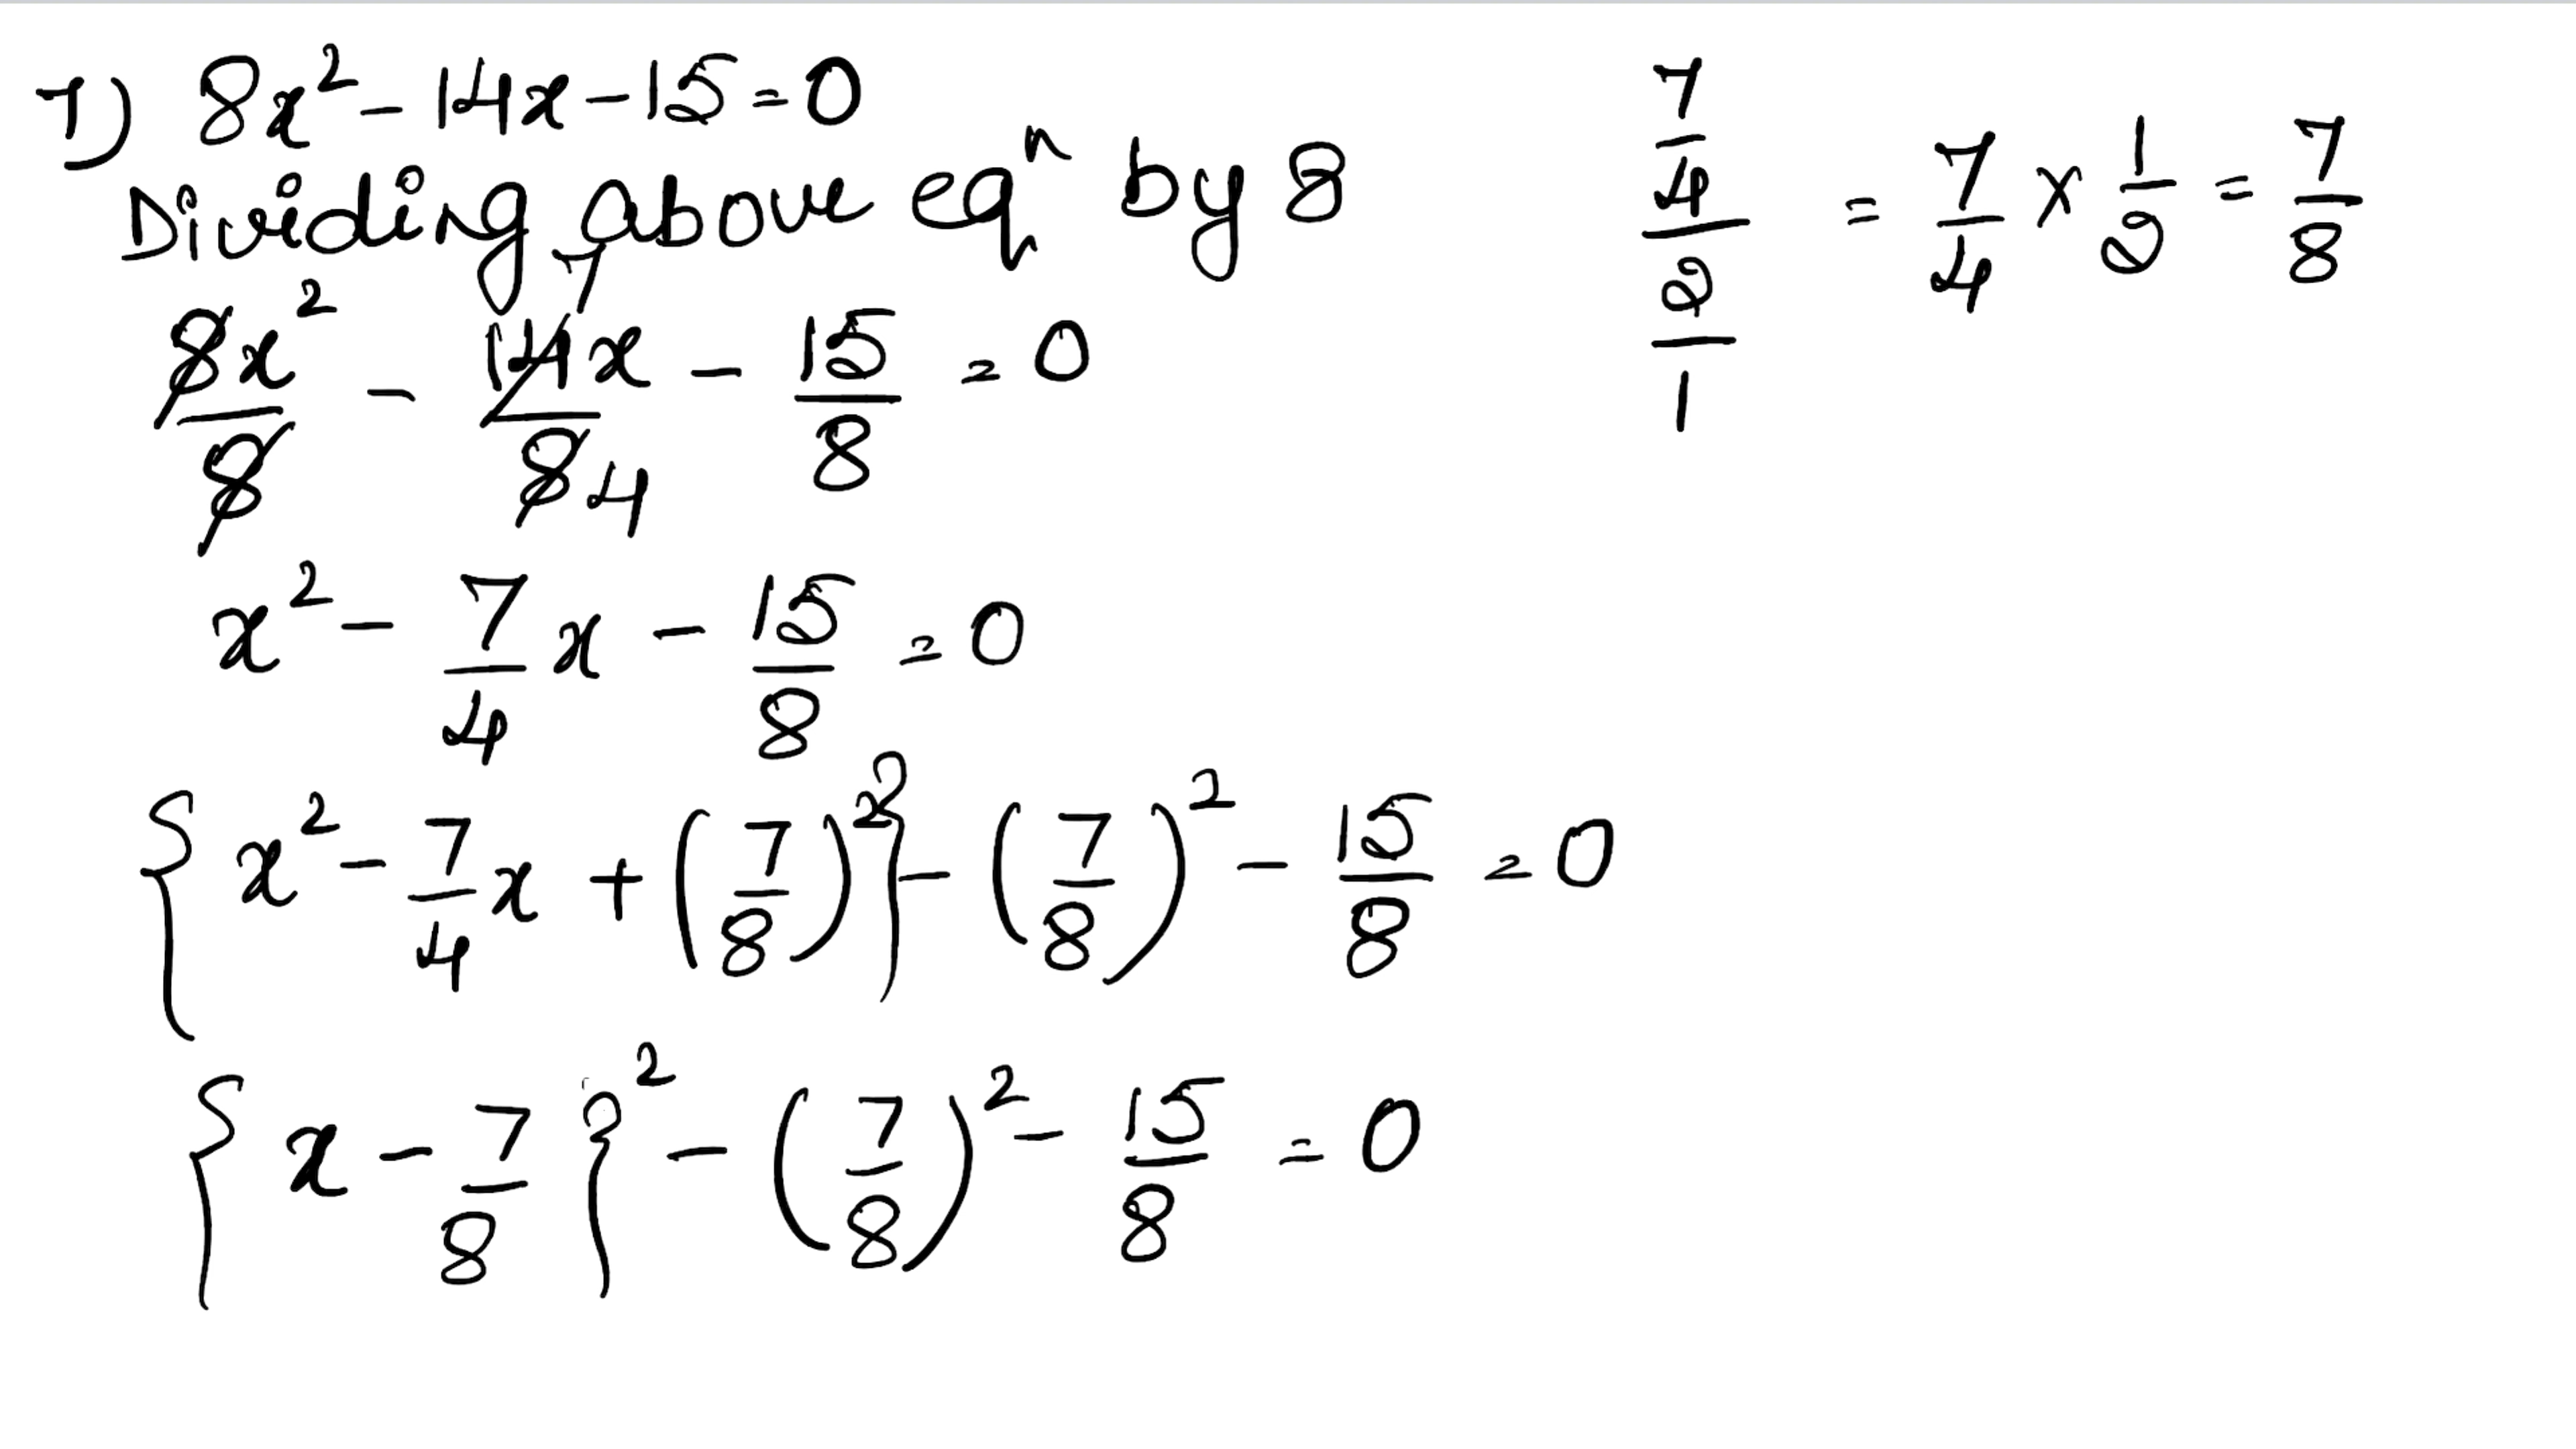 7) 8x² - 14x - 15 = 0
Dividing above eqⁿ by 8
8x²/8 - 14x/8 - 15/8 = 0
7
4
x² - 7/4 x - 15/8 = 0
{x² - 7/4 x + (7/8)²} - (7/8)² - 15/8 = 0
{x - 7/8}² - (7/8)² - 15/8 = 0
7/4 / 2/1 = 7/4 × 1/2 = 7/8